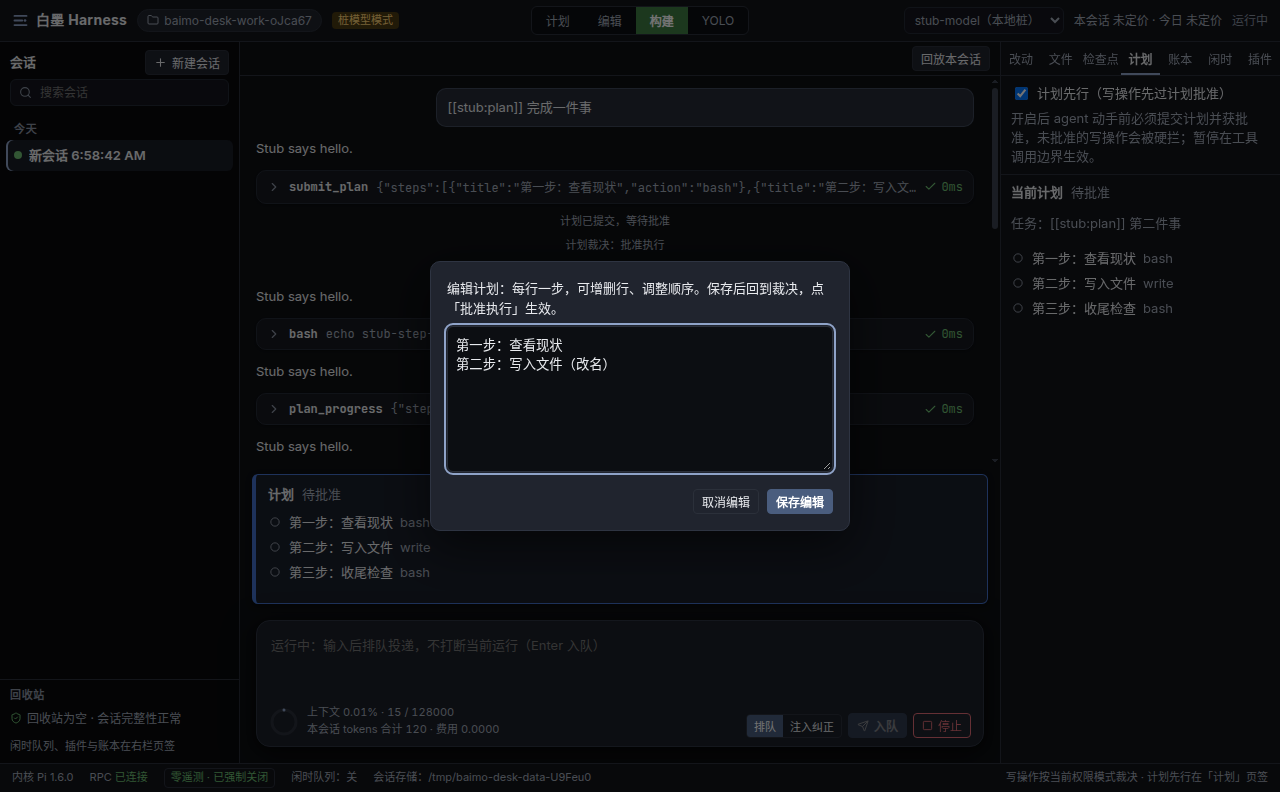 白墨 Harness
baimo-desk-work-oJca67
桩模型模式
计划
编辑
构建
YOLO
stub-model（本地桩）
本会话 未定价 · 今日 未定价
运行中
会话
新建会话
搜索会话
今天
新会话 6:58:42 AM
回收站
回收站为空 · 会话完整性正常
闲时队列、插件与账本在右栏页签
回放本会话
[[stub:plan]] 完成一件事
Stub says hello.
submit_plan {"steps":[{"title":"第一步：查看现状","action":"bash"},{"title":"第二步：写入文… 0ms
计划已提交，等待批准
计划裁决：批准执行
Stub says hello.
bash echo stub-step- 0ms
Stub says hello.
plan_progress {"step 0ms
Stub says hello.
编辑计划：每行一步，可增删行、调整顺序。保存后回到裁决，点
「批准执行」生效。
第一步：查看现状
第二步：写入文件（改名）
取消编辑
保存编辑
计划 待批准
第一步：查看现状 bash
第二步：写入文件 write
第三步：收尾检查 bash
运行中：输入后排队投递，不打断当前运行（Enter 入队）
上下文 0.01% · 15 / 128000
本会话 tokens 合计 120 · 费用 0.0000
排队
注入纠正
入队
停止
改动
文件
检查点
计划
账本
闲时
插件
计划先行（写操作先过计划批准）
开启后 agent 动手前必须提交计划并获批
准，未批准的写操作会被硬拦；暂停在工具
调用边界生效。
当前计划 待批准
任务：[[stub:plan]] 第二件事
第一步：查看现状 bash
第二步：写入文件 write
第三步：收尾检查 bash
内核 Pi 1.6.0
RPC 已连接
零遥测 · 已强制关闭
闲时队列：关
会话存储：/tmp/baimo-desk-data-U9Feu0
写操作按当前权限模式裁决 · 计划先行在「计划」页签